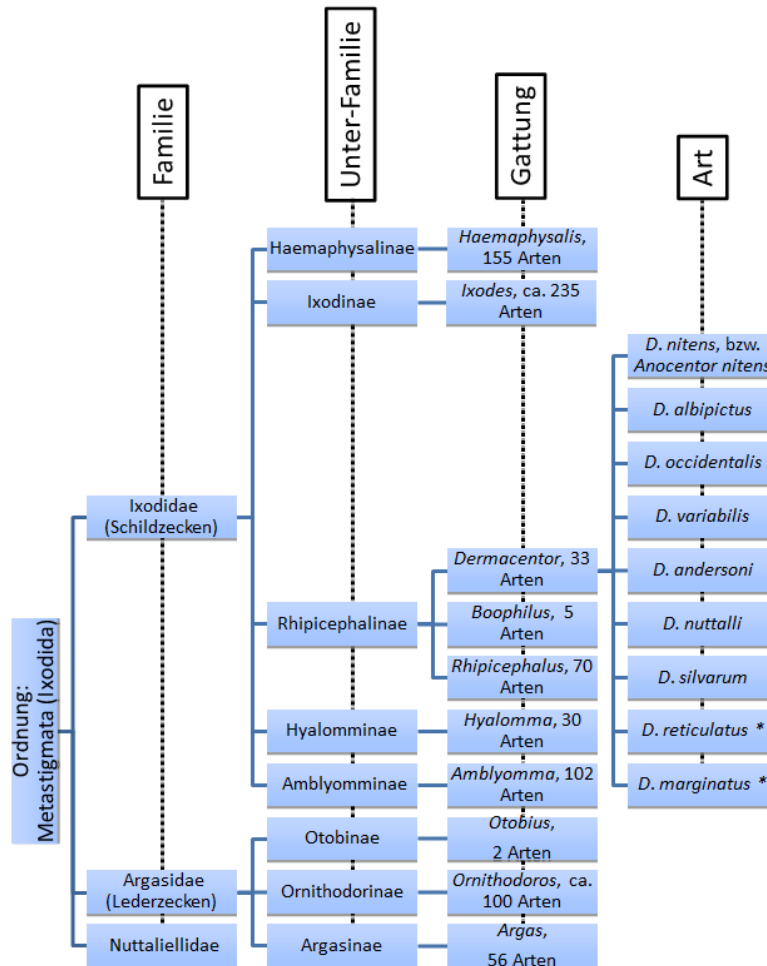 Familie
Unter-Familie
Gattung
Art
Ordnung:
Metastigmata (Ixodida)
Ixodidae
(Schildzecken)
Argasidae
(Lederzecken)
Nuttaliellidae
Haemaphysalinae
Ixodinae
Rhipicephalinae
Hyalomminae
Amblyomminae
Otobinae
Ornithodorinae
Argasinae
Haemaphysalis,
155 Arten
Ixodes, ca. 235
Arten
Dermacentor, 33
Arten
Boophilus, 5
Arten
Rhipicephalus, 70
Arten
Hyalomma, 30
Arten
Amblyomma, 102
Arten
Otobius,
2 Arten
Ornithodoros, ca.
100 Arten
Argas,
56 Arten
D. nitens, bzw.
Anocentor nitens
D. albipictus
D. occidentalis
D. variabilis
D. andersoni
D. nuttalli
D. silvarum
D. reticulatus *
D. marginatus *